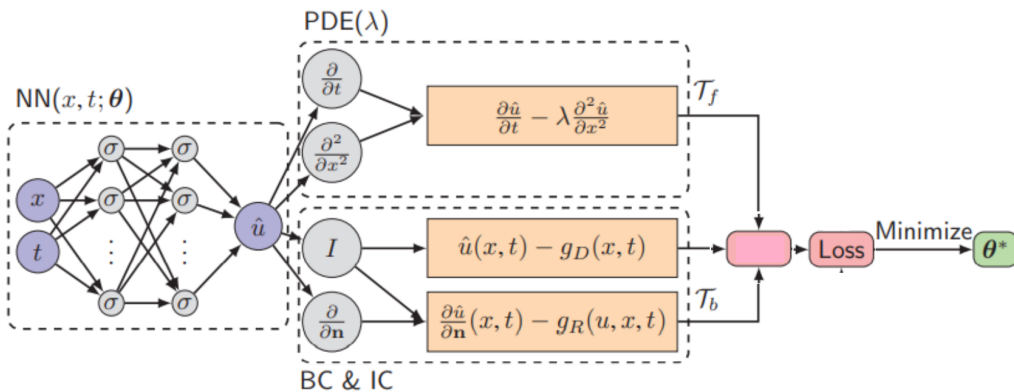 PDE(λ)
NN(x, t; θ)
∂/∂t
∂²/∂x²
∂û/∂t − λ ∂²û/∂x²
𝒯_f
σ σ
x
σ σ
t
⋮ ⋮
σ σ
û
I
û(x, t) − g_D(x, t)
∂/∂n
∂û/∂n (x, t) − g_R(u, x, t)
𝒯_b
BC & IC
Loss
Minimize
θ*